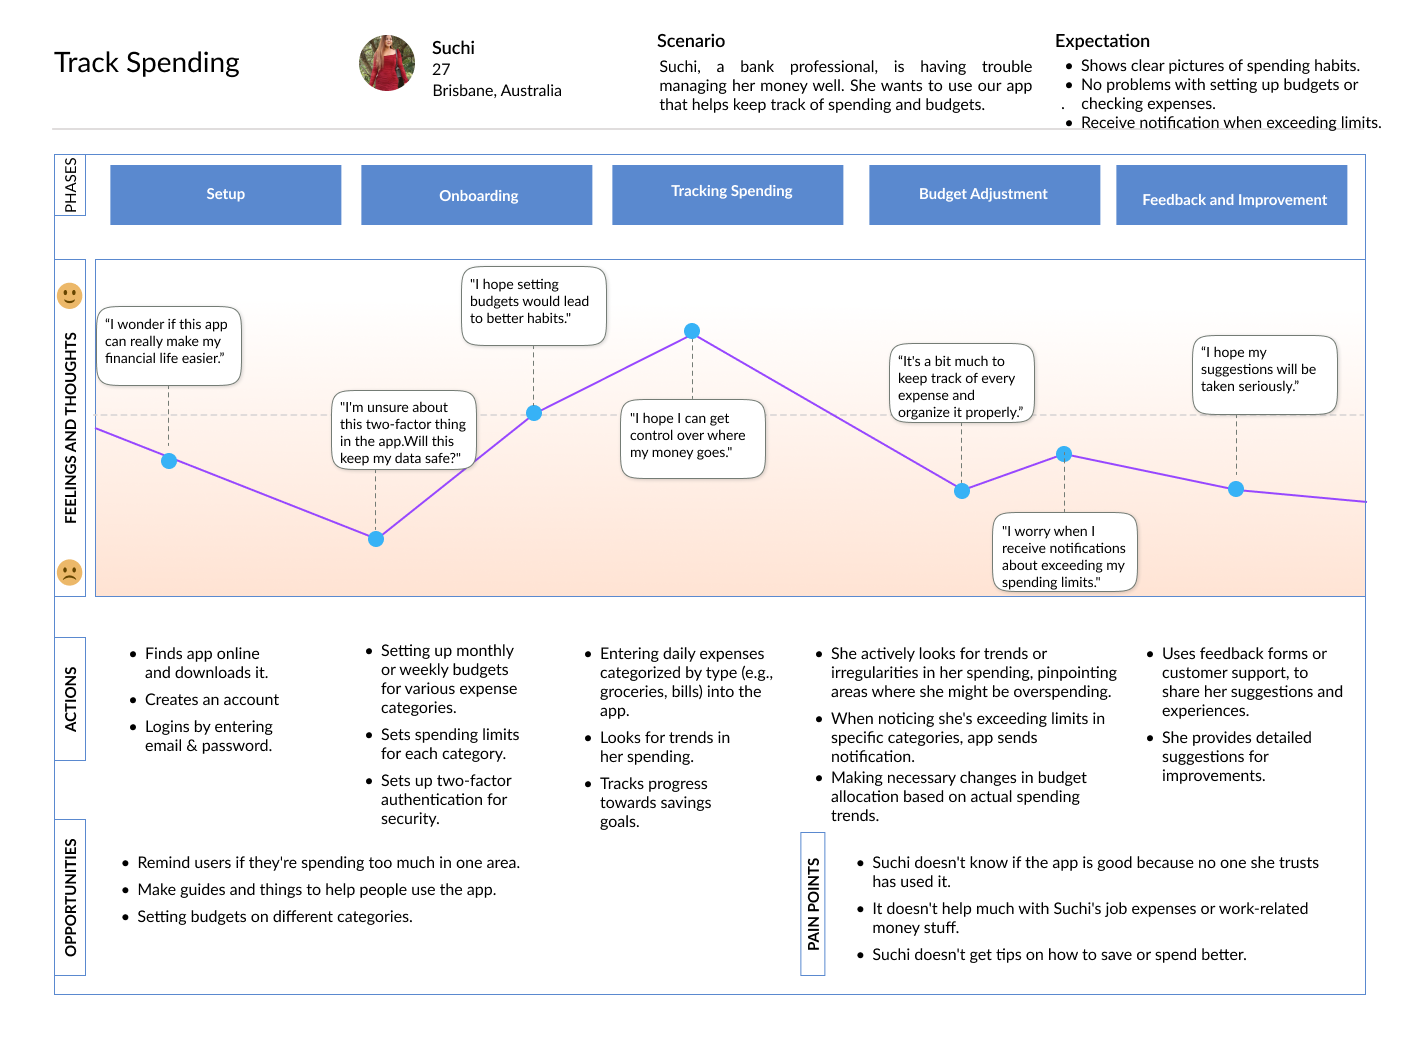 Track Spending
Suchi
27
Brisbane, Australia
Scenario
Suchi, a bank professional, is having trouble
managing her money well. She wants to use our app
that helps keep track of spending and budgets.
Expectation
• Shows clear pictures of spending habits.
• No problems with setting up budgets or
. checking expenses.
• Receive notification when exceeding limits.
PHASES
Setup
Onboarding
Tracking Spending
Budget Adjustment
Feedback and Improvement
FEELINGS AND THOUGHTS
“I wonder if this app
can really make my
financial life easier.”
"I'm unsure about
this two-factor thing
in the app.Will this
keep my data safe?"
"I hope setting
budgets would lead
to better habits."
"I hope I can get
control over where
my money goes."
“It's a bit much to
keep track of every
expense and
organize it properly.”
"I worry when I
receive notifications
about exceeding my
spending limits."
“I hope my
suggestions will be
taken seriously.”
ACTIONS
• Finds app online
and downloads it.
• Creates an account
• Logins by entering
email & password.
• Setting up monthly
or weekly budgets
for various expense
categories.
• Sets spending limits
for each category.
• Sets up two-factor
authentication for
security.
• Entering daily expenses
categorized by type (e.g.,
groceries, bills) into the
app.
• Looks for trends in
her spending.
• Tracks progress
towards savings
goals.
• She actively looks for trends or
irregularities in her spending, pinpointing
areas where she might be overspending.
• When noticing she's exceeding limits in
specific categories, app sends
notification.
• Making necessary changes in budget
allocation based on actual spending
trends.
• Uses feedback forms or
customer support, to
share her suggestions and
experiences.
• She provides detailed
suggestions for
improvements.
OPPORTUNITIES
• Remind users if they're spending too much in one area.
• Make guides and things to help people use the app.
• Setting budgets on different categories.
PAIN POINTS
• Suchi doesn't know if the app is good because no one she trusts
has used it.
• It doesn't help much with Suchi's job expenses or work-related
money stuff.
• Suchi doesn't get tips on how to save or spend better.